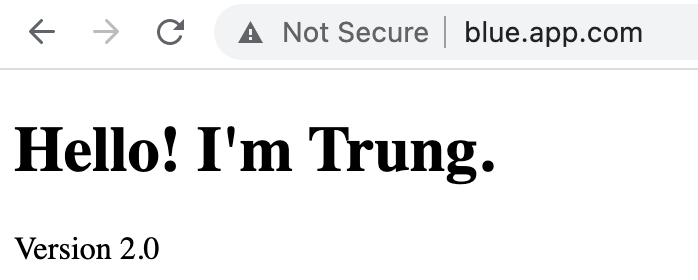 Not Secure | blue.app.com
Hello! I'm Trung.
Version 2.0